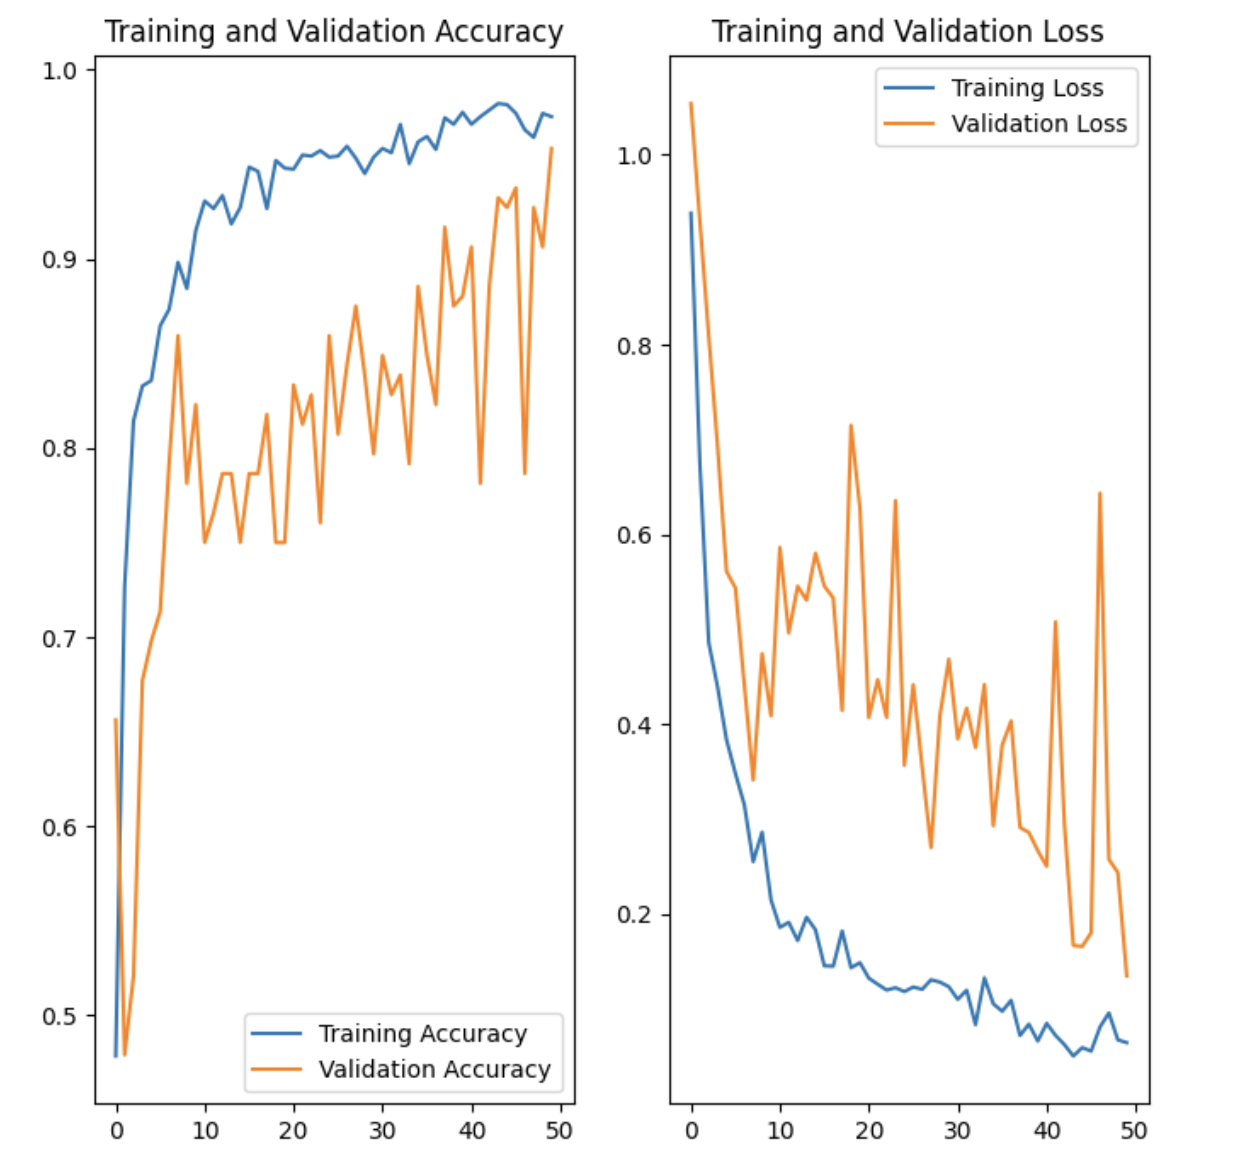 Training and Validation Accuracy
1.0
0.9
0.8
0.7
0.6
0.5
Training Accuracy
Validation Accuracy
0 10 20 30 40 50
Training and Validation Loss
Training Loss
Validation Loss
1.0
0.8
0.6
0.4
0.2
0 10 20 30 40 50